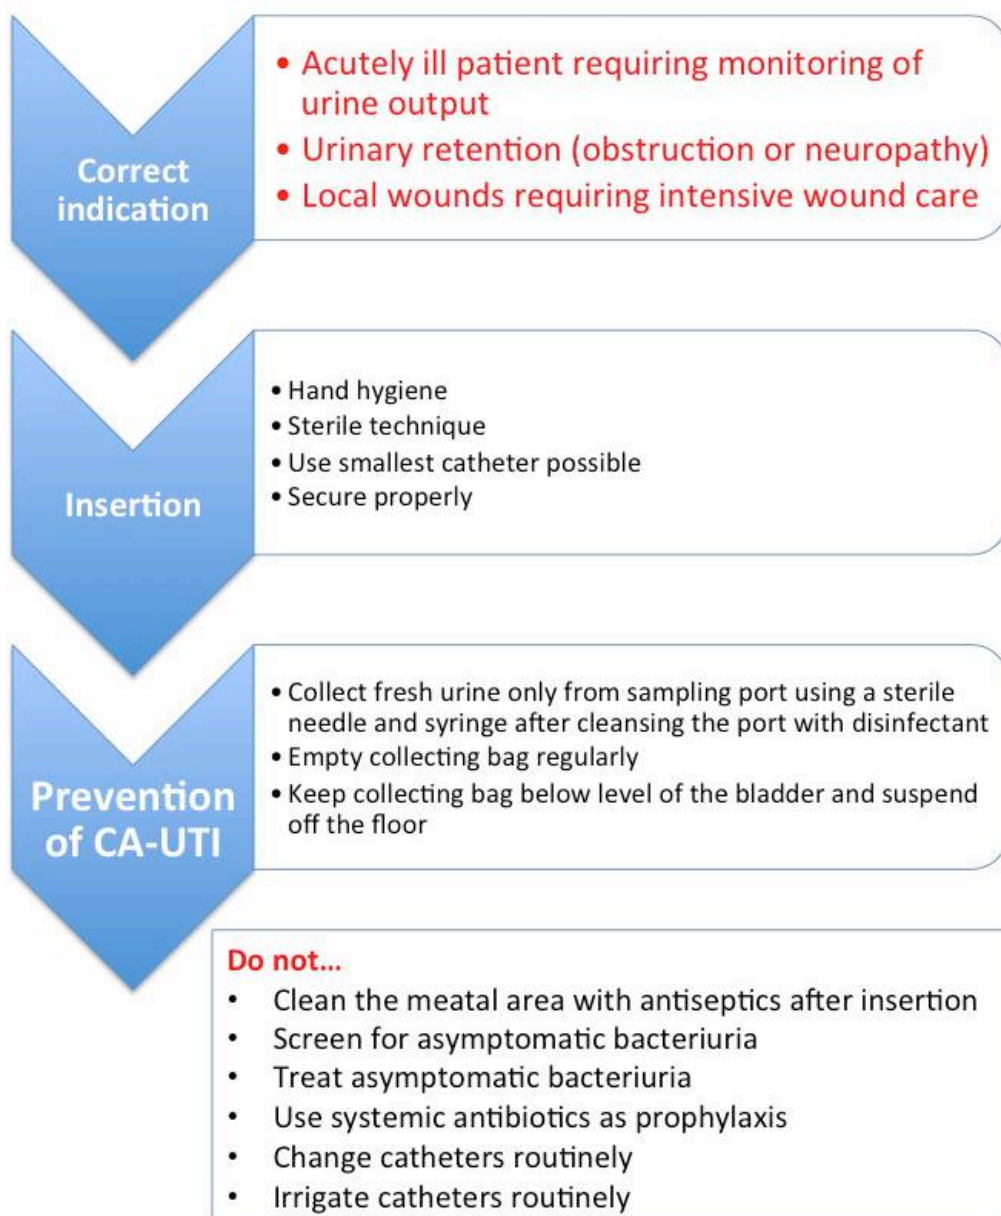 Correct
indication
• Acutely ill patient requiring monitoring of
urine output
• Urinary retention (obstruction or neuropathy)
• Local wounds requiring intensive wound care
Insertion
• Hand hygiene
• Sterile technique
• Use smallest catheter possible
• Secure properly
Prevention
of CA-UTI
• Collect fresh urine only from sampling port using a sterile
needle and syringe after cleansing the port with disinfectant
• Empty collecting bag regularly
• Keep collecting bag below level of the bladder and suspend
off the floor
Do not...
• Clean the meatal area with antiseptics after insertion
• Screen for asymptomatic bacteriuria
• Treat asymptomatic bacteriuria
• Use systemic antibiotics as prophylaxis
• Change catheters routinely
• Irrigate catheters routinely